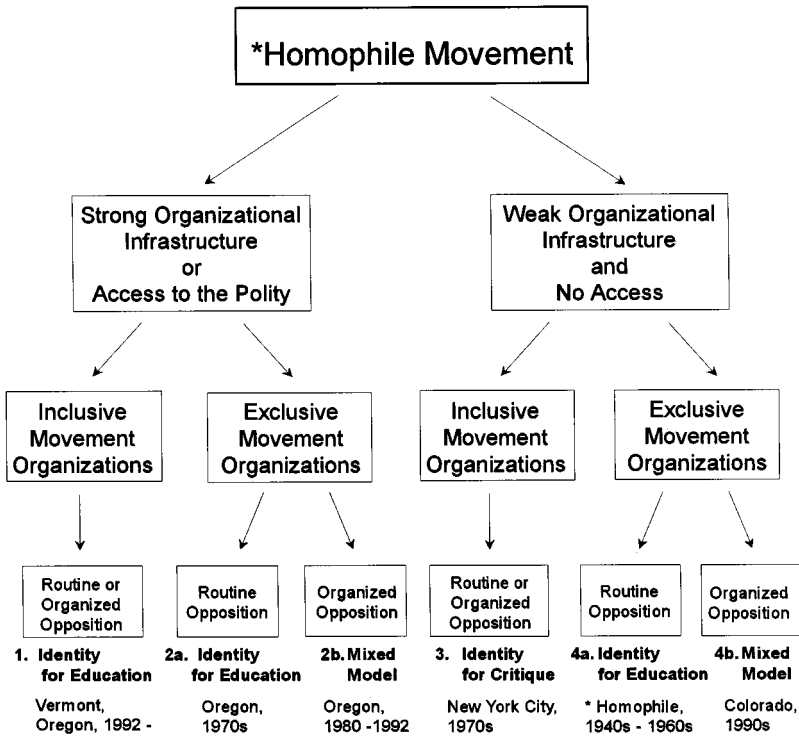 *Homophile Movement
Strong Organizational
Infrastructure
or
Access to the Polity
Weak Organizational
Infrastructure
and
No Access
Inclusive
Movement
Organizations
Exclusive
Movement
Organizations
Inclusive
Movement
Organizations
Exclusive
Movement
Organizations
Routine or
Organized
Opposition
Routine
Opposition
Organized
Opposition
Routine or
Organized
Opposition
Routine
Opposition
Organized
Opposition
1. Identity
for Education
Vermont,
Oregon, 1992 -
2a. Identity
for Education
Oregon,
1970s
2b. Mixed
Model
Oregon,
1980 -1992
3. Identity
for Critique
New York City,
1970s
4a. Identity
for Education
* Homophile,
1940s - 1960s
4b. Mixed
Model
Colorado,
1990s